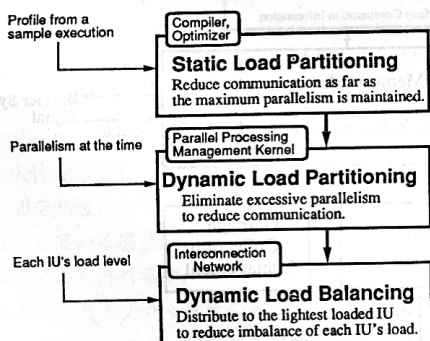 Profile from a
sample execution
Compiler,
Optimizer
Static Load Partitioning
Reduce communication as far as
the maximum parallelism is maintained.
Barrier Sy
Signal
Parallelism at the time
Parallel Processing
Management Kernel
Dynamic Load Partitioning
Eliminate excessive parallelism
to reduce communication.
Each IU's load level
Interconnection
Network
Dynamic Load Balancing
Distribute to the lightest loaded IU
to reduce imbalance of each IU's load.